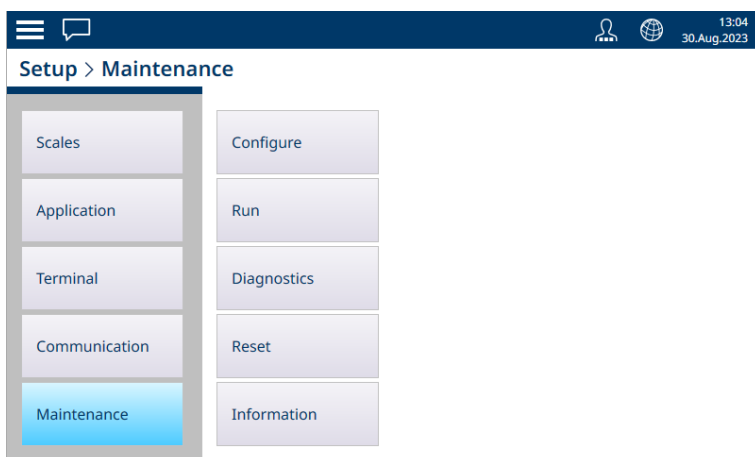 13:04
30.Aug.2023
Setup > Maintenance
Scales
Configure
Application
Run
Terminal
Diagnostics
Communication
Reset
Maintenance
Information